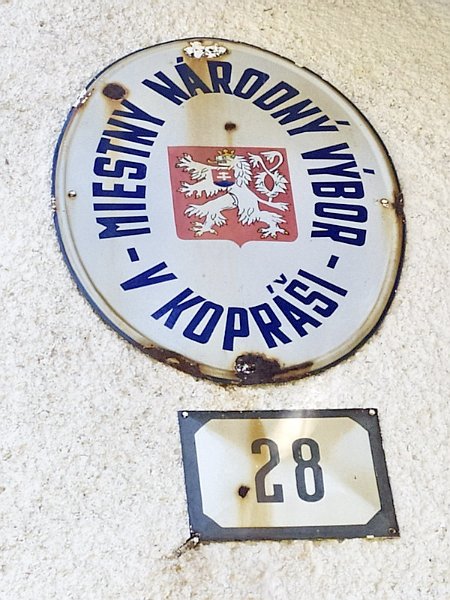 MIESTNY NÁRODNÝ VÝBOR
- V KOPRÁŠI -
28